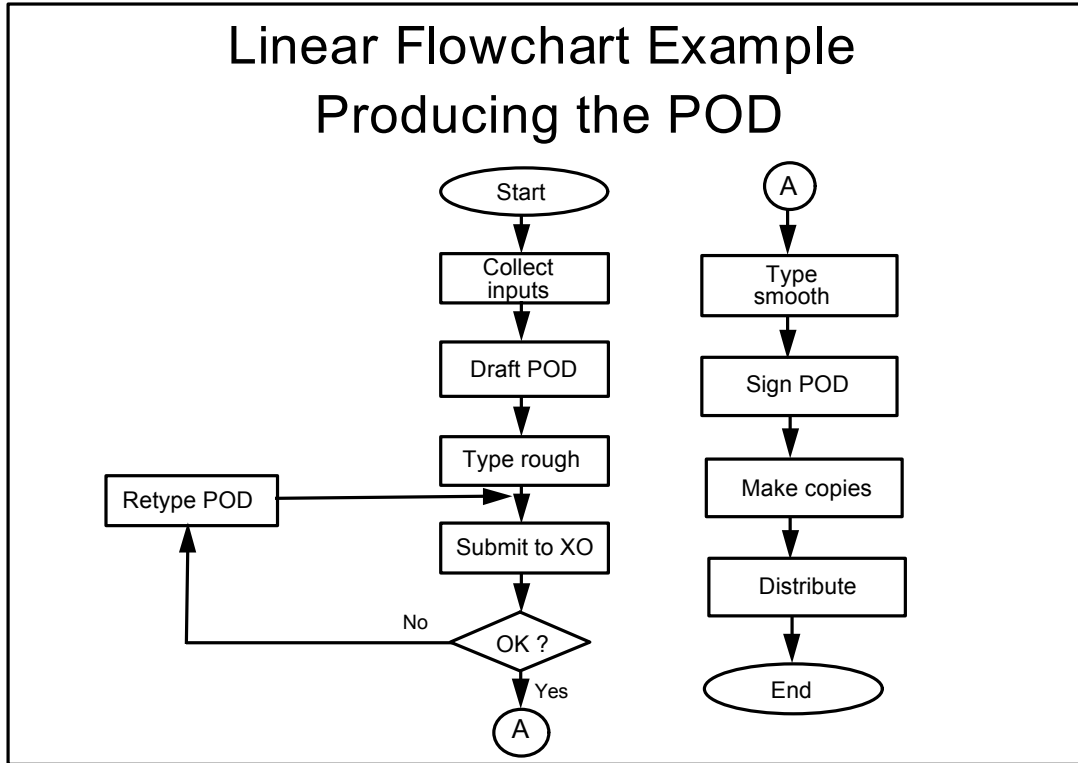 Linear Flowchart Example
Producing the POD
Start
Collect
inputs
Draft POD
Type rough
Retype POD
Submit to XO
No
OK ?
Yes
A
A
Type
smooth
Sign POD
Make copies
Distribute
End